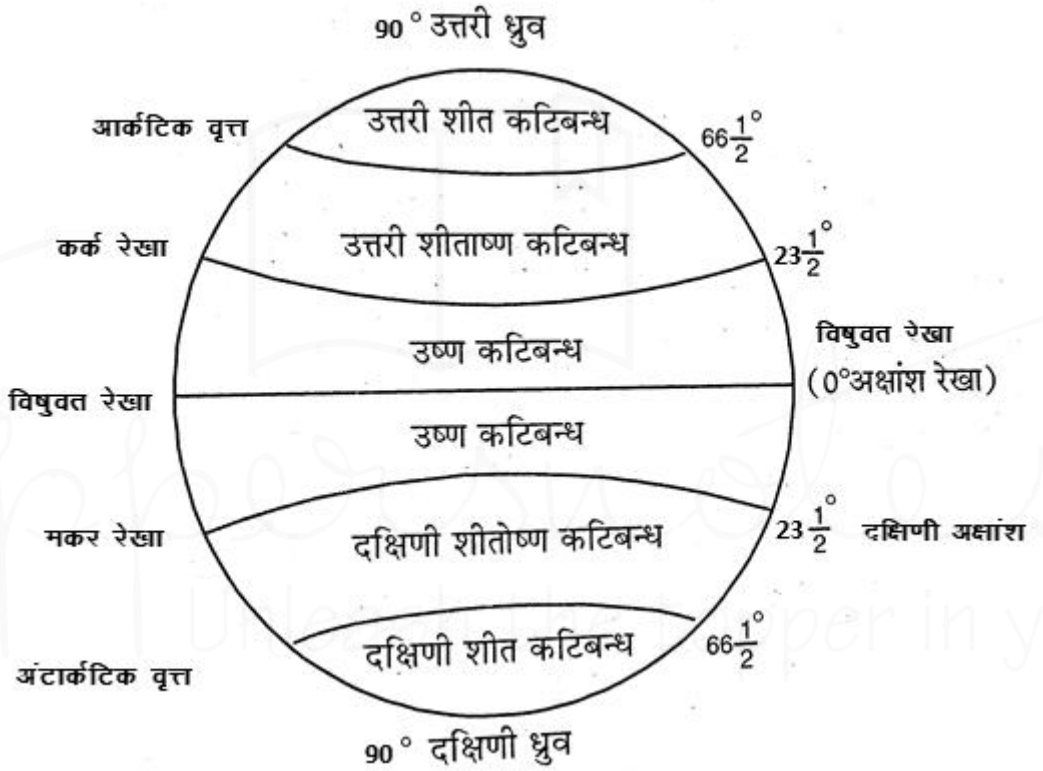 90° उत्तरी ध्रुव
आर्कटिक वृत्त
उत्तरी शीत कटिबन्ध
66 1/2°
कर्क रेखा
उत्तरी शीताष्ण कटिबन्ध
23 1/2°
उष्ण कटिबन्ध
विषुवत रेखा
(0°अक्षांश रेखा)
विषुवत रेखा
उष्ण कटिबन्ध
मकर रेखा
दक्षिणी शीतोष्ण कटिबन्ध
23 1/2° दक्षिणी अक्षांश
अंटार्कटिक वृत्त
दक्षिणी शीत कटिबन्ध
66 1/2°
90° दक्षिणी ध्रुव